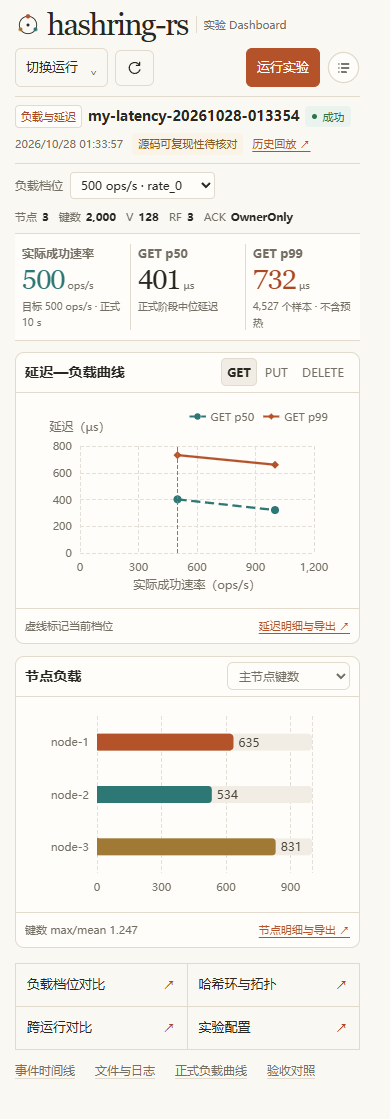 hashring-rs 实验 Dashboard
切换运行 运行实验
负载与延迟 my-latency-20261028-013354 成功
2026/10/28 01:33:57 源码可复现性待核对 历史回放 ↗
负载档位 500 ops/s · rate_0
节点 3 键数 2,000 V 128 RF 3 ACK OwnerOnly
实际成功速率 GET p50 GET p99
500 ops/s 401 μs 732 μs
目标 500 ops/s · 正式 10 s
正式阶段中位延迟
4,527 个样本 · 不含预热
延迟—负载曲线 GET PUT DELETE
GET p50 GET p99
延迟（μs）
800
600
400
200
0
0 300 600 900 1,200
实际成功速率（ops/s）
虚线标记当前档位 延迟明细与导出 ↗
节点负载 主节点键数
node-1 635
node-2 534
node-3 831
0 300 600 900
键数 max/mean 1.247 节点明细与导出 ↗
负载档位对比 ↗ 哈希环与拓扑 ↗
跨运行对比 ↗ 实验配置 ↗
事件时间线 文件与日志 正式负载曲线 验收对照